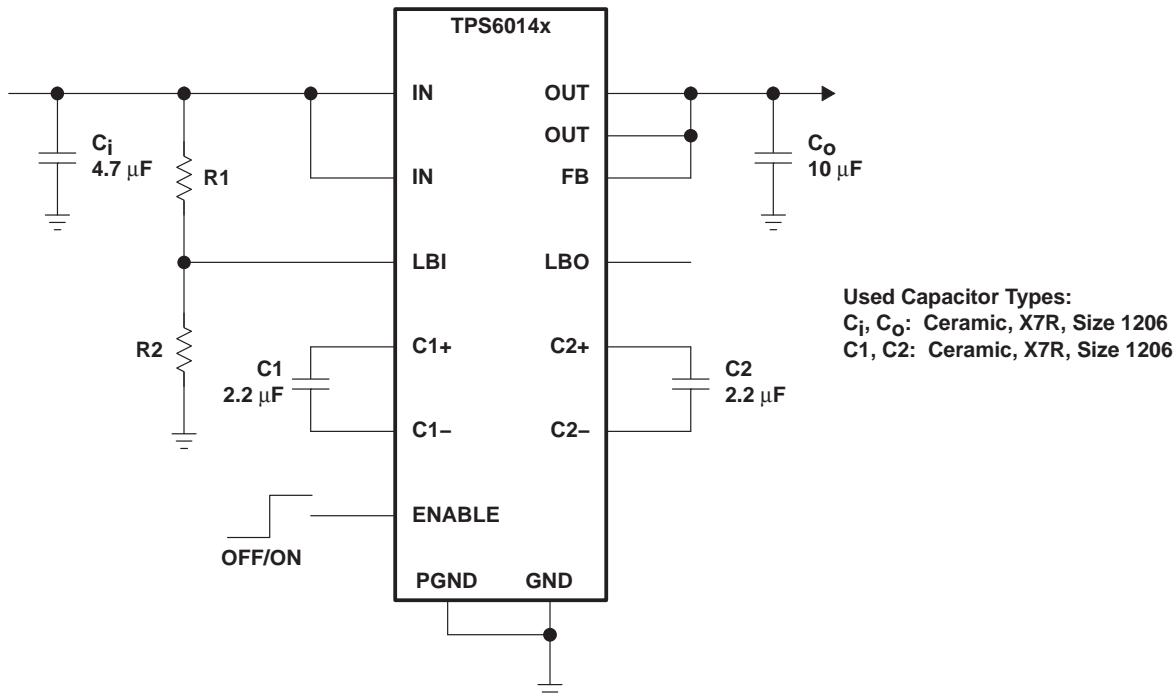 TPS6014x
IN
OUT
OUT
Ci
4.7 μF
R1
IN
FB
Co
10 μF
LBI
LBO
Used Capacitor Types:
Ci, Co: Ceramic, X7R, Size 1206
C1, C2: Ceramic, X7R, Size 1206
R2
C1+
C2+
C1
2.2 μF
C2
2.2 μF
C1–
C2–
ENABLE
OFF/ON
PGND
GND